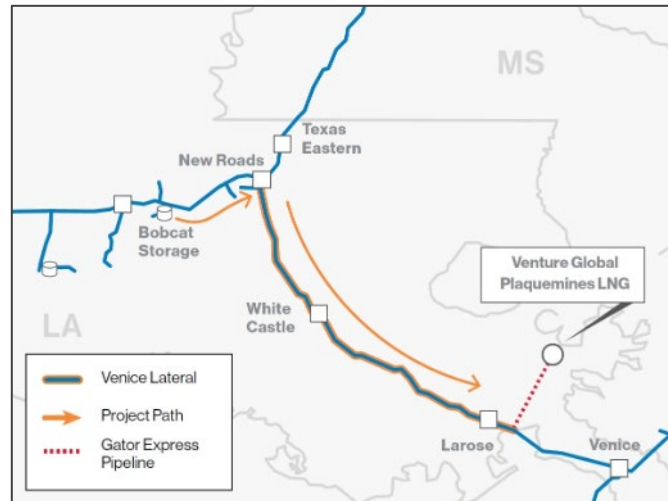 MS
Texas
Eastern
New Roads
Bobcat
Storage
Venture Global
Plaquemines LNG
White
Castle
LA
Venice Lateral
Project Path
Gator Express
Pipeline
Larose
Venice